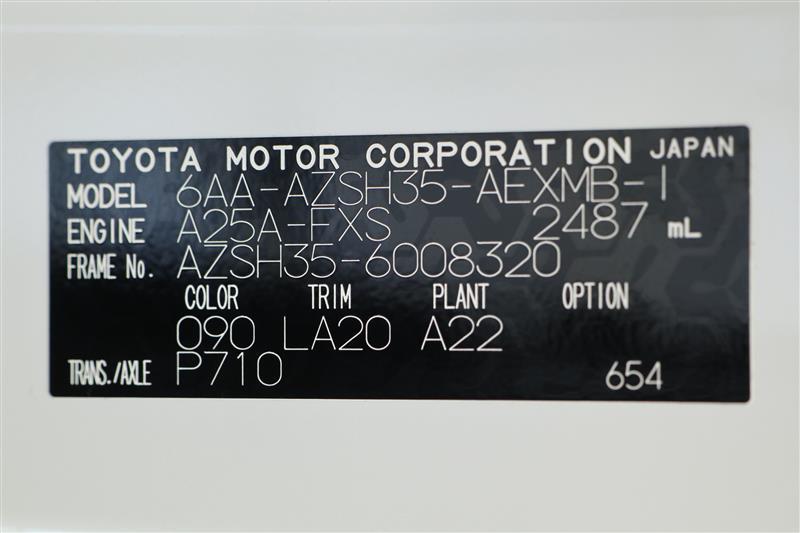 TOYOTA MOTOR CORPORATION JAPAN
MODEL 6AA-AZSH35-AEXMB-I
ENGINE A25A-FXS 2487 mL
FRAME No. AZSH35-6008320
COLOR TRIM PLANT OPTION
090 LA20 A22
TRANS./AXLE P710 654